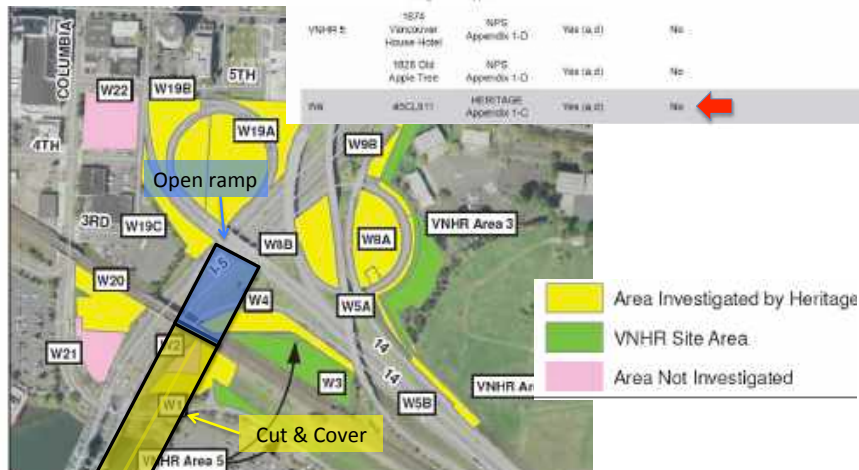 VNHR 5
1874
Vancouver
House Hotel
NPS
Appendix 1-D
Yes (a,d)
No
1826 Old
Apple Tree
NPS
Appendix 1-D
Yes (a,d)
No
HERITAGE
Appendix 1-C
Yes (a,d)
No
COLUMBIA
5TH
W22
W19B
W19A
4TH
W9B
Open ramp
3RD
W19C
VNHR Area 3
W8B
W8A
I-5
W20
W4
W5A
Area Investigated by Heritage
VNHR Site Area
Area Not Investigated
W21
W2
14
14
W3
VNHR Ar
W5B
W1
Cut & Cover
VNHR Area 5